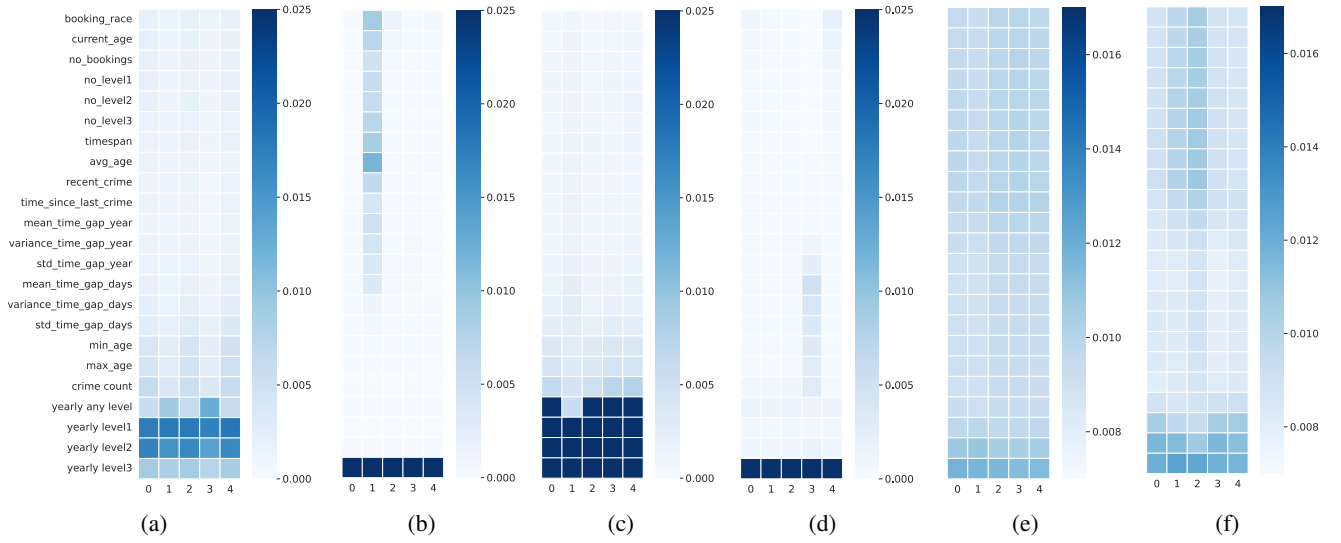 booking_race
current_age
no_bookings
no_level1
no_level2
no_level3
timespan
avg_age
recent_crime
time_since_last_crime
mean_time_gap_year
variance_time_gap_year
std_time_gap_year
mean_time_gap_days
variance_time_gap_days
std_time_gap_days
min_age
max_age
crime count
yearly any level
yearly level1
yearly level2
yearly level3
0 1 2 3 4
0.025
0.020
0.015
0.010
0.005
0.000
(a)
0 1 2 3 4
0.025
0.020
0.015
0.010
0.005
0.000
(b)
0 1 2 3 4
0.025
0.020
0.015
0.010
0.005
0.000
(c)
0 1 2 3 4
0.025
0.020
0.015
0.010
0.005
0.000
(d)
0 1 2 3 4
0.016
0.014
0.012
0.010
0.008
(e)
0 1 2 3 4
0.016
0.014
0.012
0.010
0.008
(f)